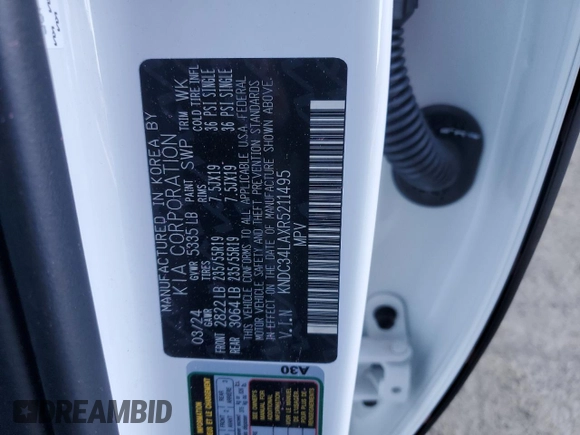 MANUFACTURED IN KOREA BY
KIA CORPORATION
03/24 GVWR 5335 LB PAINT SWP TRIM WK
GAWR TIRES RIMS COLD TIRE INFL
FRONT 2822 LB 235/55R19 7.5JX19 36 PSI SINGLE
REAR 3064 LB 235/55R19 7.5JX19 36 PSI SINGLE
THIS VEHICLE CONFORMS TO ALL APPLICABLE U.S.A. FEDERAL
MOTOR VEHICLE SAFETY AND BUMPER
THEFT PREVENTION STANDARDS
IN EFFECT ON THE DATE OF MANUFACTURE SHOWN ABOVE.
V.I.N KNDC34LAXR5211495
MPV
A30
DREAMBID